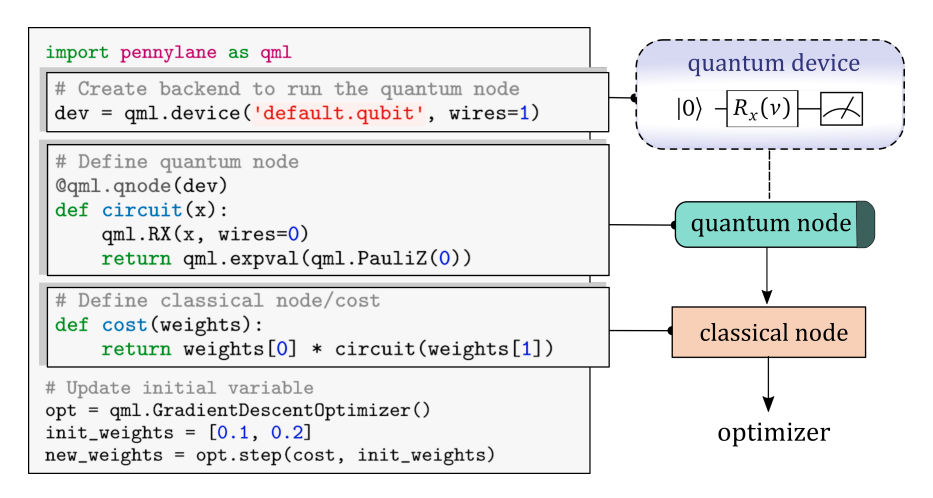 import pennylane as qml
# Create backend to run the quantum node
dev = qml.device('default.qubit', wires=1)
# Define quantum node
@qml.qnode(dev)
def circuit(x):
    qml.RX(x, wires=0)
    return qml.expval(qml.PauliZ(0))
# Define classical node/cost
def cost(weights):
    return weights[0] * circuit(weights[1])
# Update initial variable
opt = qml.GradientDescentOptimizer()
init_weights = [0.1, 0.2]
new_weights = opt.step(cost, init_weights)
quantum device
|0⟩ Rₓ(v)
quantum node
classical node
optimizer